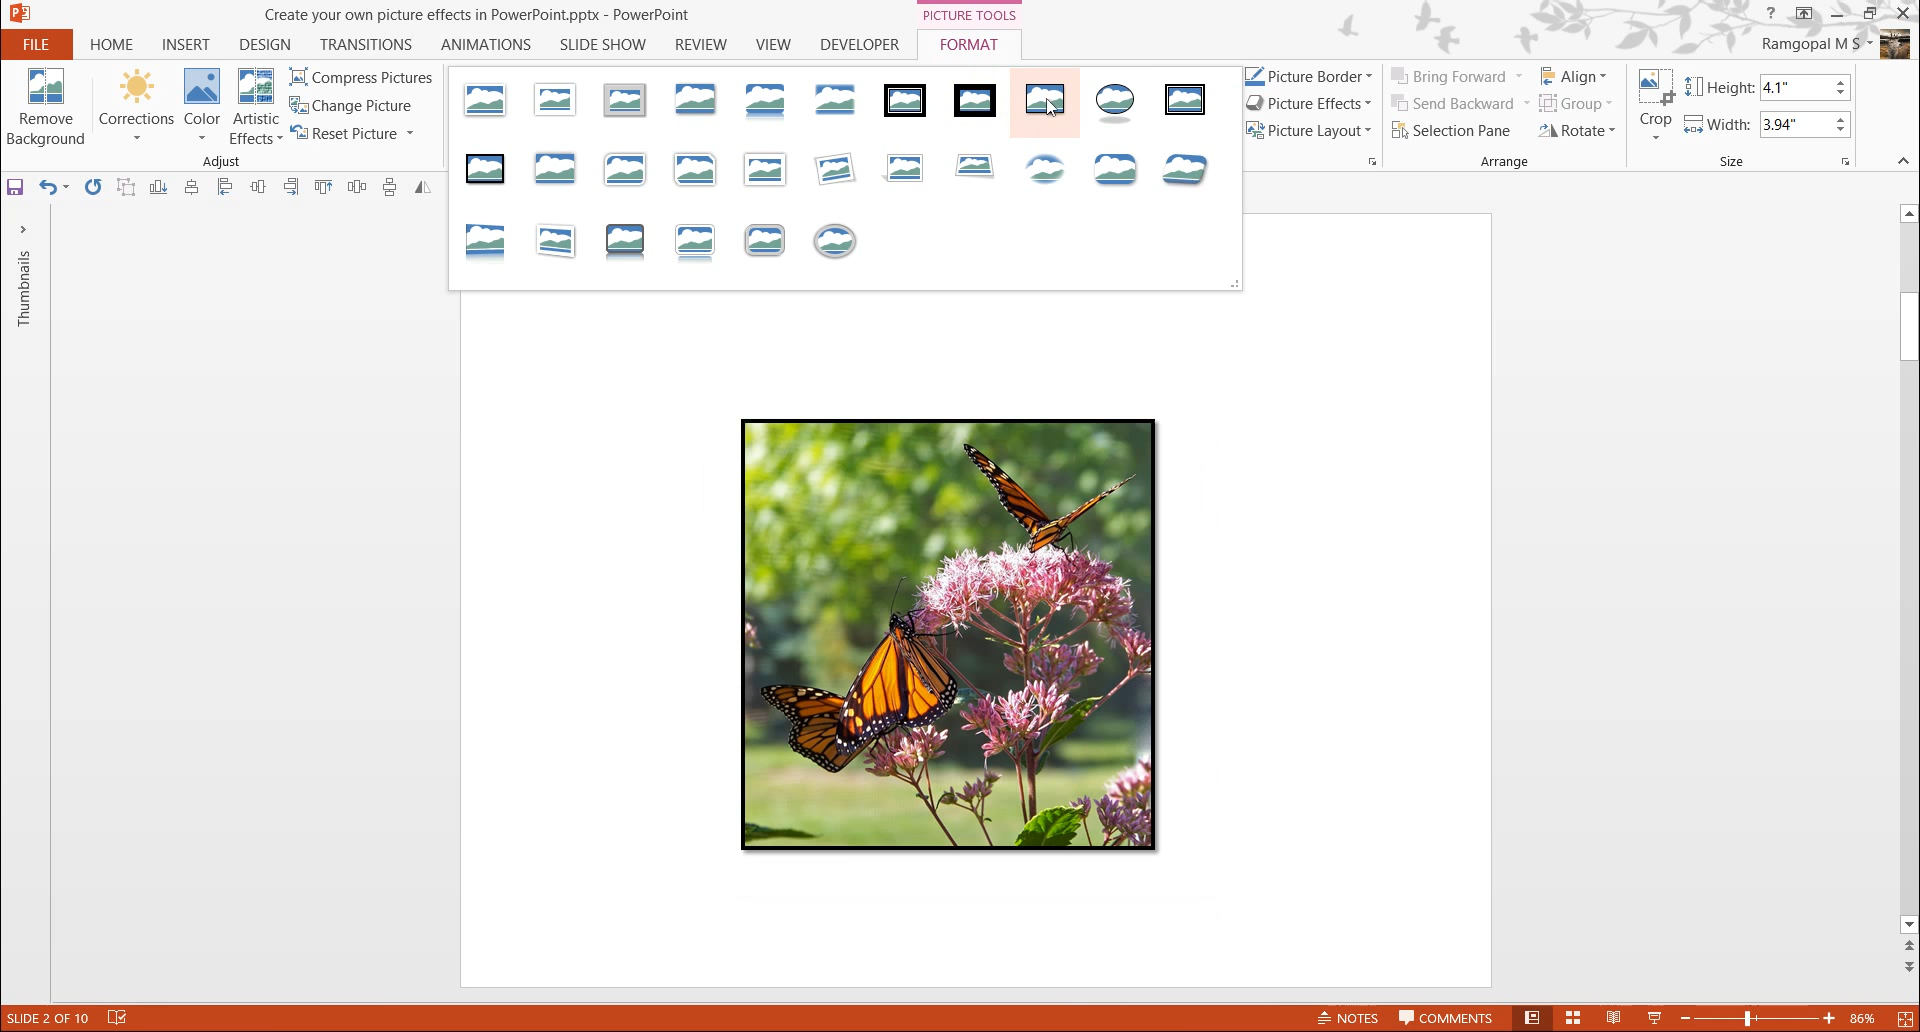 Create your own picture effects in PowerPoint.pptx - PowerPoint
PICTURE TOOLS
?
FILE HOME INSERT DESIGN TRANSITIONS ANIMATIONS SLIDE SHOW REVIEW VIEW DEVELOPER FORMAT
Ramgopal M S
Remove
Background
Corrections
Color
Artistic
Effects
Compress Pictures
Change Picture
Reset Picture
Adjust
Picture Border
Picture Effects
Picture Layout
Bring Forward
Send Backward
Selection Pane
Align
Group
Rotate
Arrange
Crop
Height: 4.1"
Width: 3.94"
Size
Thumbnails
SLIDE 2 OF 10
NOTES
COMMENTS
86%